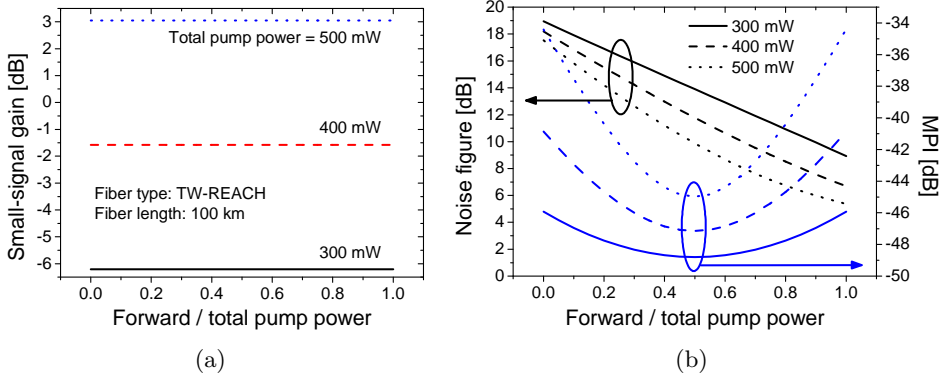 3
2
1
0
-1
-2
-3
-4
-5
-6
Small-signal gain [dB]
Total pump power = 500 mW
400 mW
Fiber type: TW-REACH
Fiber length: 100 km
300 mW
0.0 0.2 0.4 0.6 0.8 1.0
Forward / total pump power
(a)
20
18
16
14
12
10
8
6
4
2
0
Noise figure [dB]
300 mW
400 mW
500 mW
-34
-36
-38
-40
-42
-44
-46
-48
-50
MPI [dB]
0.0 0.2 0.4 0.6 0.8 1.0
Forward / total pump power
(b)